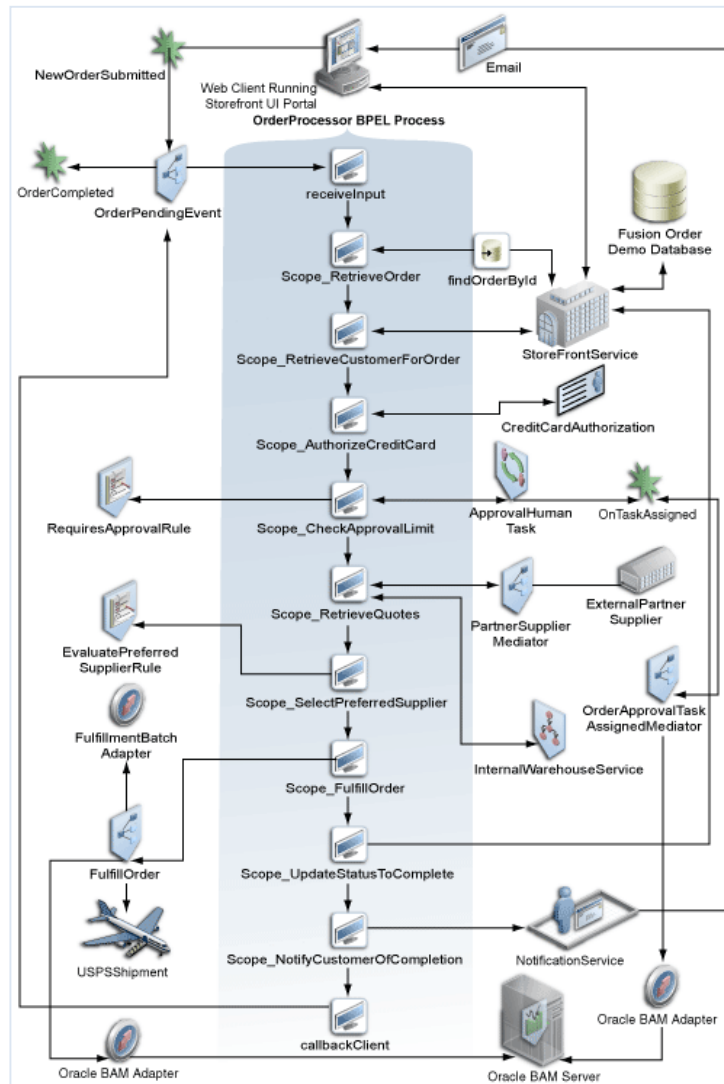 NewOrderSubmitted
Email
Web Client Running
Storefront UI Portal
OrderProcessor BPEL Process
OrderCompleted
OrderPendingEvent
receiveInput
Fusion Order
Demo Database
Scope_RetrieveOrder
findOrderById
StoreFrontService
Scope_RetrieveCustomerForOrder
CreditCardAuthorization
Scope_AuthorizeCreditCard
RequiresApprovalRule
Scope_CheckApprovalLimit
ApprovalHuman
Task
OnTaskAssigned
Scope_RetrieveQuotes
PartnerSupplier
Mediator
ExternalPartner
Supplier
EvaluatePreferred
SupplierRule
Scope_SelectPreferredSupplier
OrderApprovalTask
AssignedMediator
FulfillmentBatch
Adapter
InternalWarehouseService
Scope_FulfillOrder
FulfillOrder
Scope_UpdateStatusToComplete
USPSShipment
Scope_NotifyCustomerOfCompletion
NotificationService
Oracle BAM Adapter
callbackClient
Oracle BAM Adapter
Oracle BAM Server